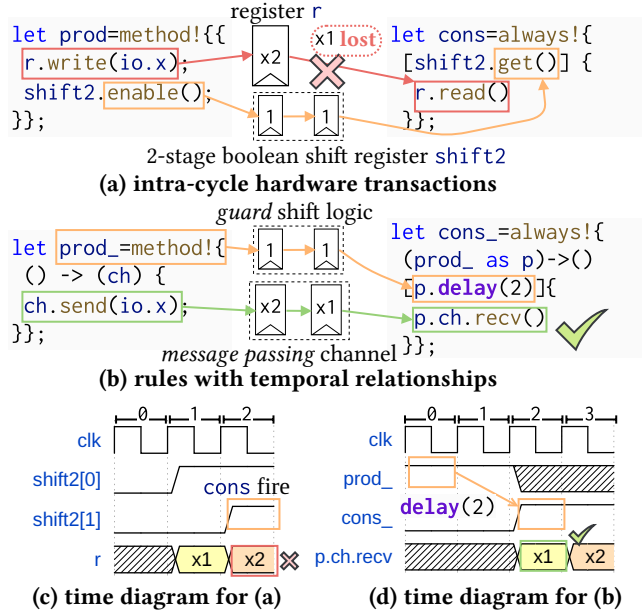 register r
let prod=method!{{
r.write(io.x);
shift2.enable();
}};
x2
x1 lost
1 1
let cons=always!{
[shift2.get()] {
r.read()
}};
2-stage boolean shift register shift2
(a) intra-cycle hardware transactions
guard shift logic
let prod_=method!{
() -> (ch) {
ch.send(io.x);
}};
1 1
x2 x1
let cons_=always!{
(prod_ as p)->()
[p.delay(2)]{
p.ch.recv()
}};
message passing channel
(b) rules with temporal relationships
0 1 2
clk
shift2[0]
cons fire
shift2[1]
r x1 x2
(c) time diagram for (a)
0 1 2 3
clk
prod_
delay(2)
cons_
p.ch.recv x1 x2
(d) time diagram for (b)